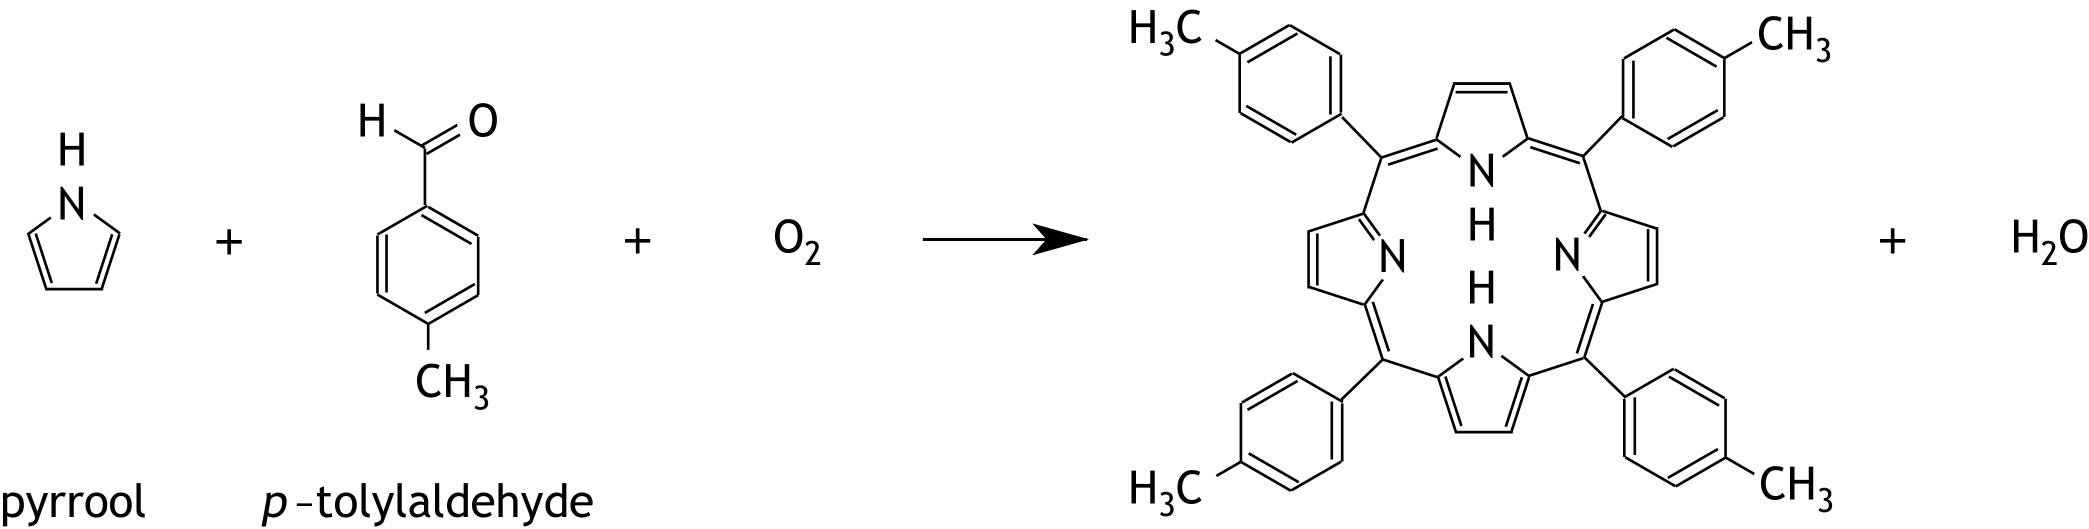 H
N
+
H
O
CH₃
+
O₂
H₃C
CH₃
N
H
N
N
H
N
H₃C
CH₃
+
H₂O
pyrrool
p–tolylaldehyde